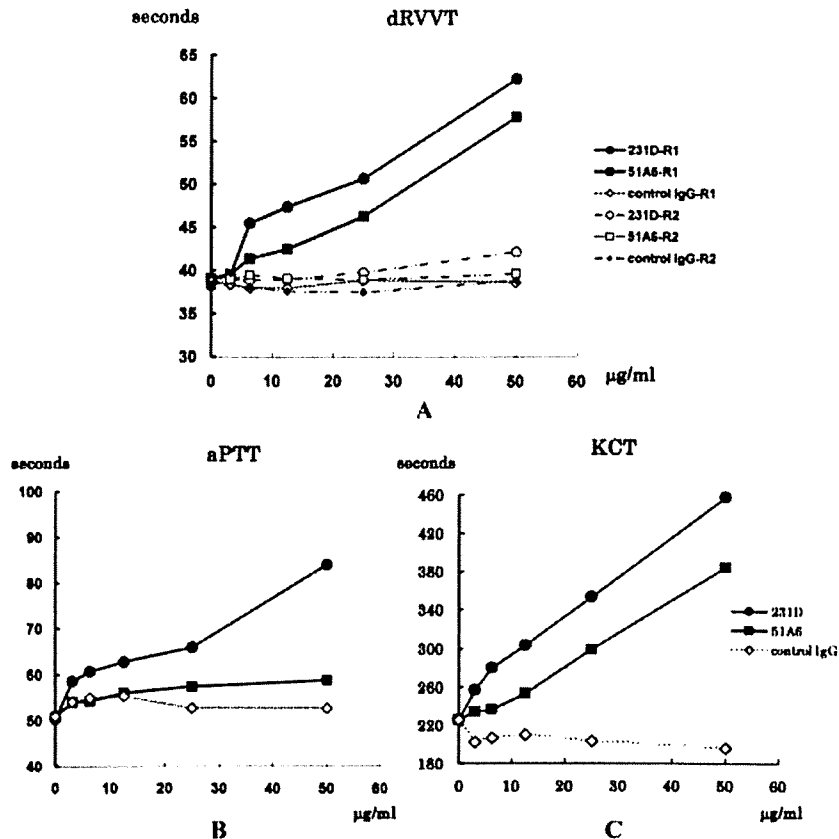 seconds
dRVVT
65
60
55
50
45
40
35
30
0 10 20 30 40 50 60
µg/ml
231D-R1
51A6-R1
control IgG-R1
231D-R2
51A6-R2
control IgG-R2
A
seconds
aPTT
100
90
80
70
60
50
40
0 10 20 30 40 50 60
µg/ml
B
seconds
KCT
460
420
380
340
300
260
220
180
0 10 20 30 40 50 60
µg/ml
231D
51A6
control IgG
C